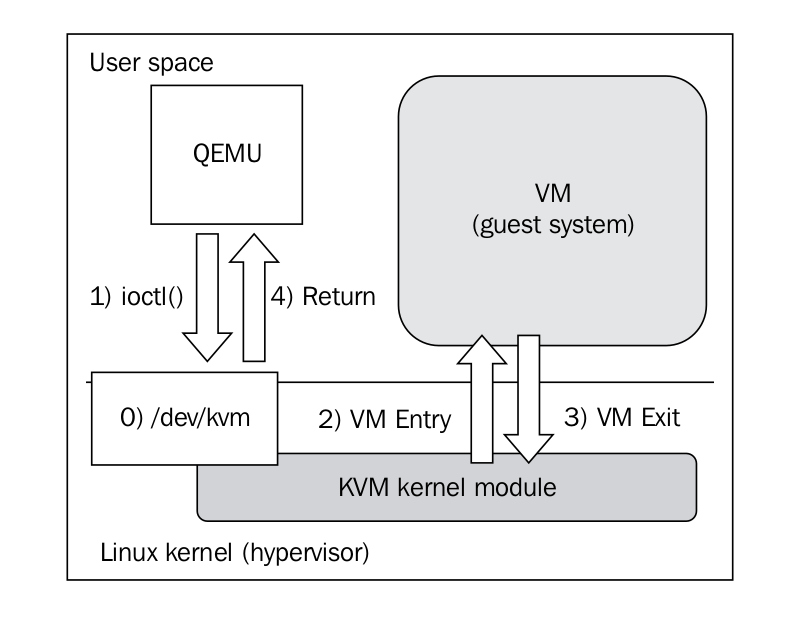 User space
QEMU
VM
(guest system)
1) ioctl()
4) Return
0) /dev/kvm
2) VM Entry
3) VM Exit
KVM kernel module
Linux kernel (hypervisor)